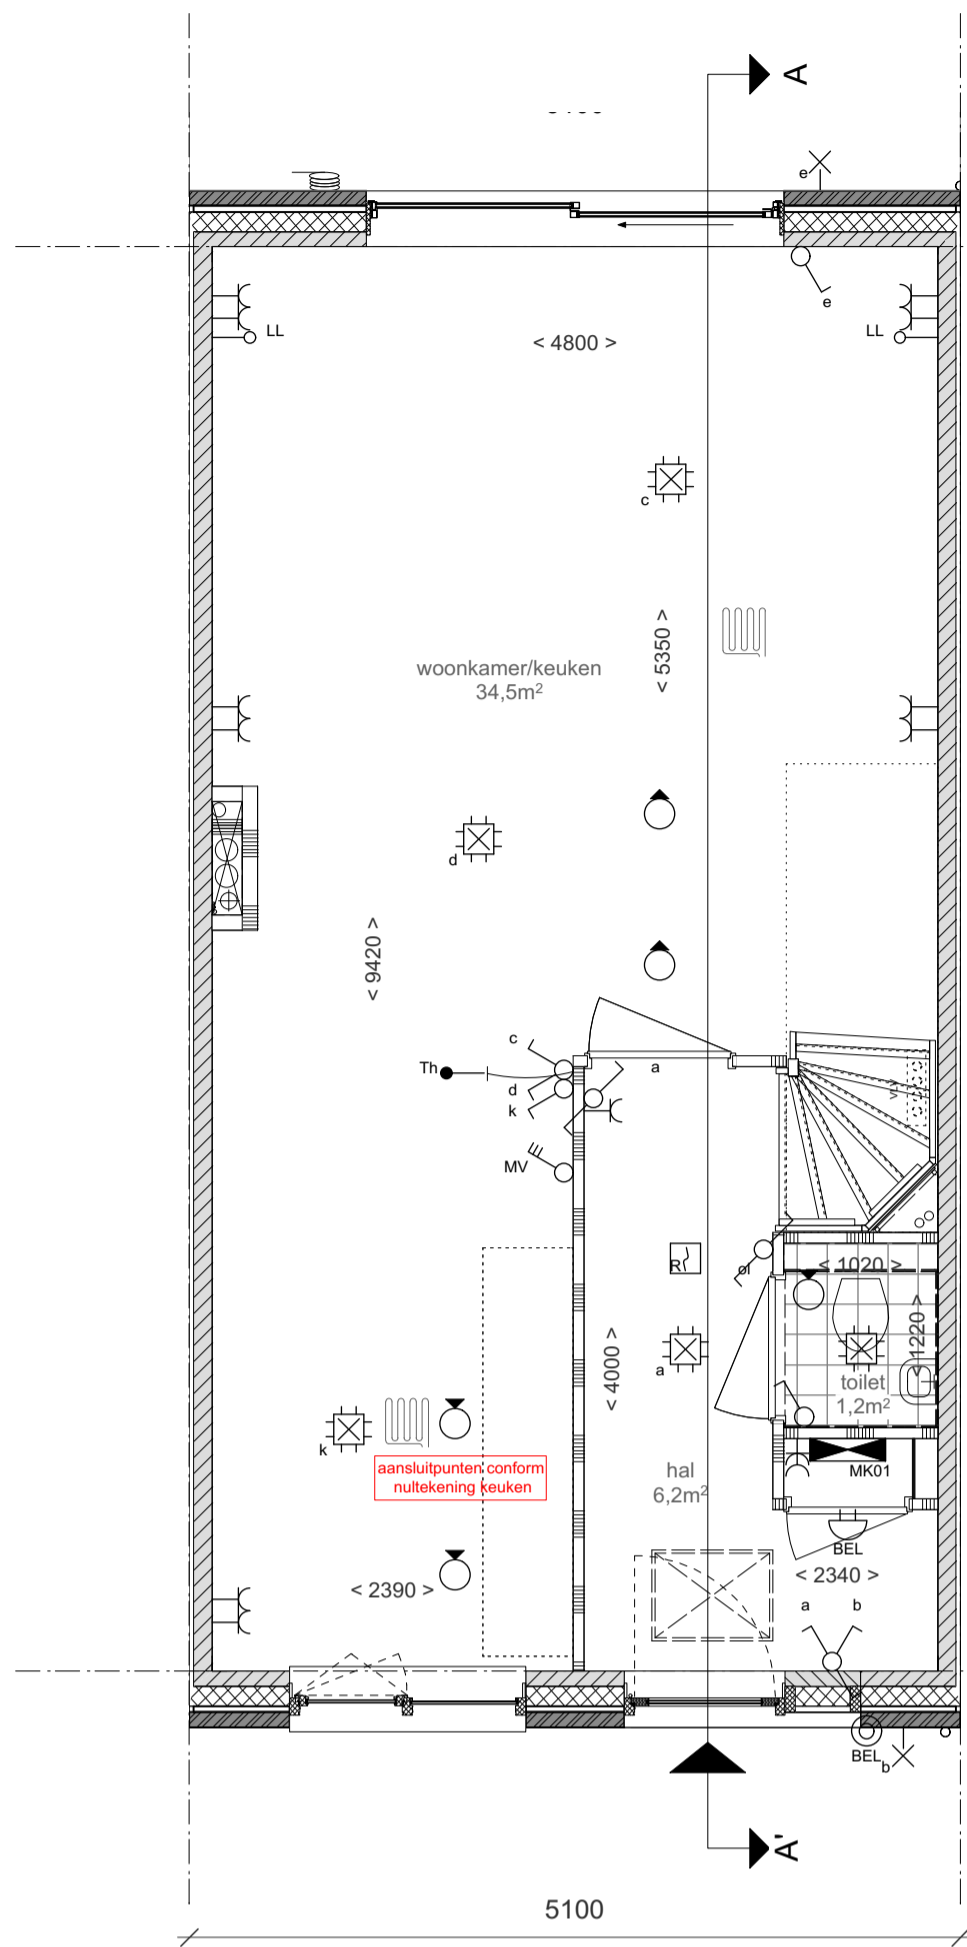 A
e
e
LL
LL
< 4800 >
c
< 5350 >
woonkamer/keuken
34,5m²
d
< 9420 >
c
Th
d
k
a
MV
R
< 1020 >
< 1220 >
< 4000 >
a
toilet
1,2m²
k
aansluitpunten conform
nultekening keuken
hal
6,2m²
MK01
BEL
< 2390 >
< 2340 >
a
b
BEL
b
A'
5100